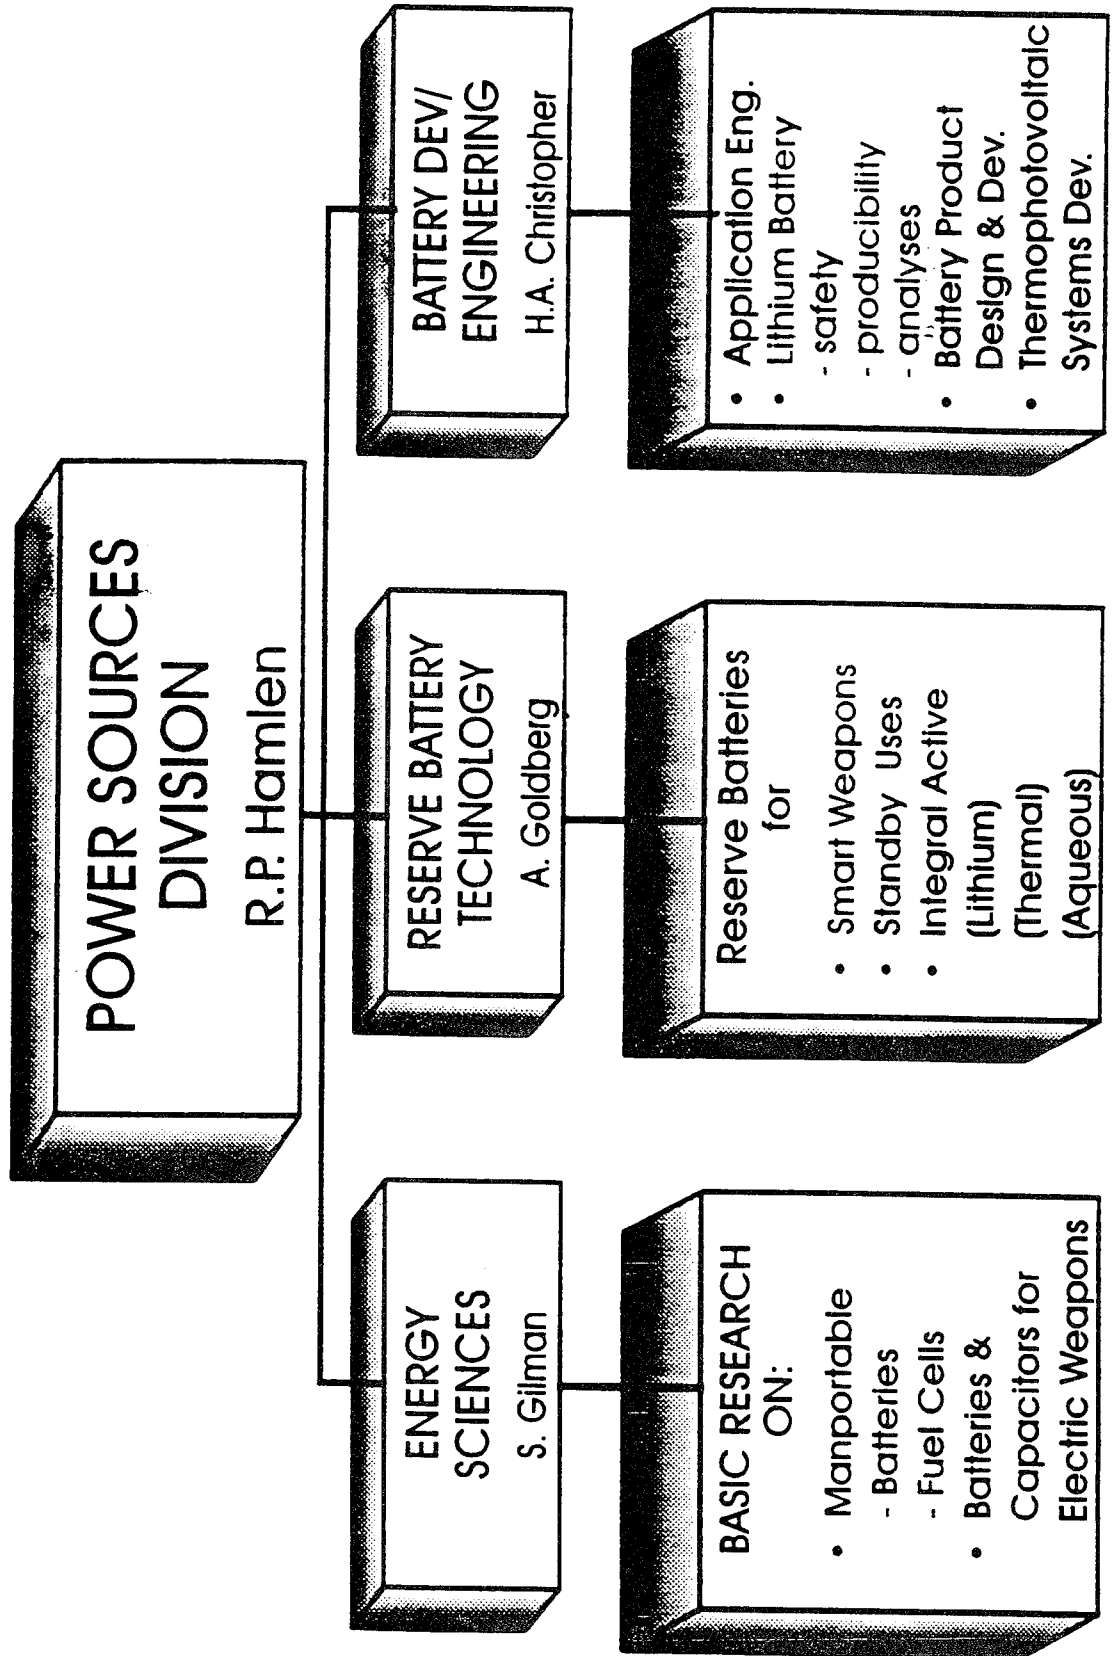 POWER SOURCES
DIVISION
R.P. Hamlen
ENERGY
SCIENCES
S. Gilman
BASIC RESEARCH
ON:
• Manportable
- Batteries
- Fuel Cells
• Batteries &
Capacitors for
Electric Weapons
RESERVE BATTERY
TECHNOLOGY
A. Goldberg
Reserve Batteries
for
• Smart Weapons
• Standby Uses
• Integral Active
(Lithium)
(Thermal)
(Aqueous)
BATTERY DEV/
ENGINEERING
H.A. Christopher
• Application Eng.
• Lithium Battery
- safety
- producibility
- analyses
• Battery Product
Design & Dev.
• Thermophotovoltaic
Systems Dev.